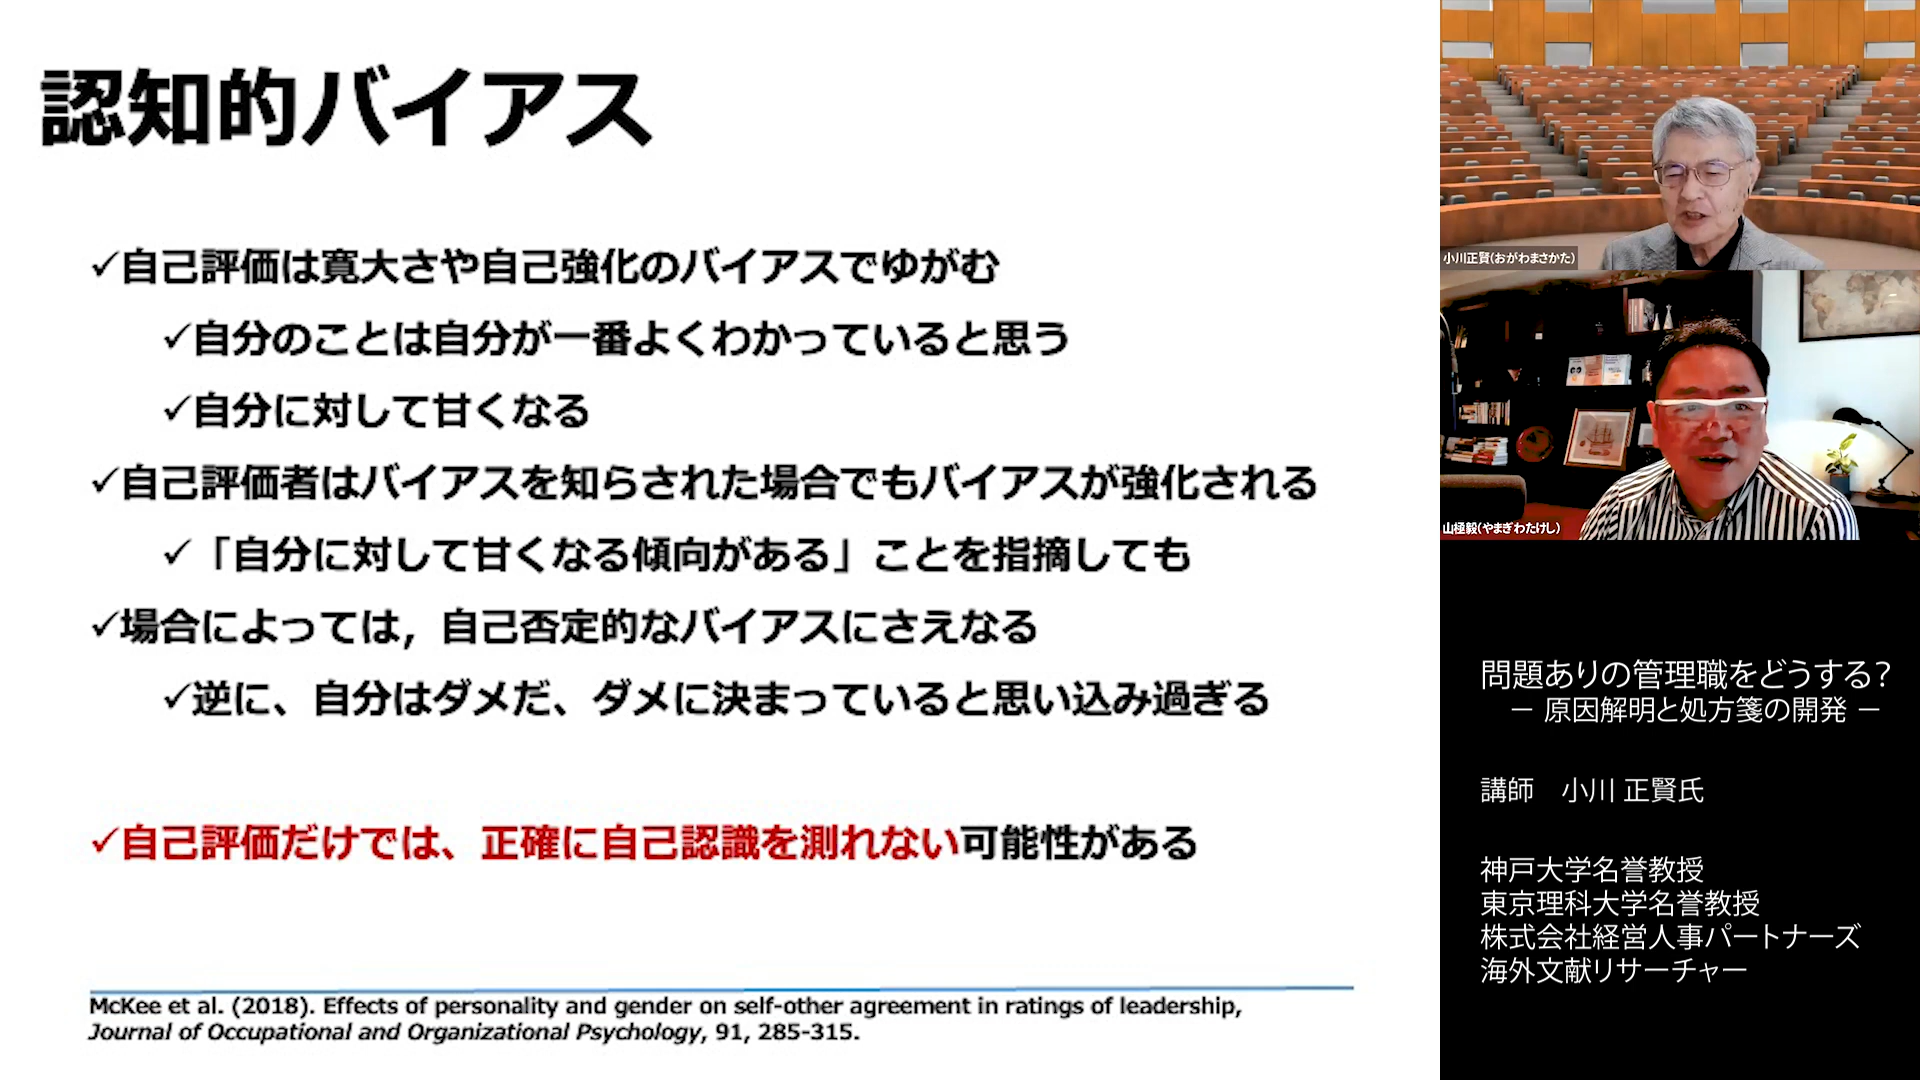 認知的バイアス
✓自己評価は寛大さや自己強化のバイアスでゆがむ
✓自分のことは自分が一番よくわかっていると思う
✓自分に対して甘くなる
✓自己評価者はバイアスを知らされた場合でもバイアスが強化される
✓「自分に対して甘くなる傾向がある」ことを指摘しても
✓場合によっては，自己否定的なバイアスにさえなる
✓逆に、自分はダメだ、ダメに決まっていると思い込み過ぎる
✓自己評価だけでは、正確に自己認識を測れない可能性がある
McKee et al. (2018). Effects of personality and gender on self-other agreement in ratings of leadership,
Journal of Occupational and Organizational Psychology, 91, 285-315.
小川正賢(おがわまさかた)
山極毅(やまぎわたけし)
問題ありの管理職をどうする？
－ 原因解明と処方箋の開発 －
講師　小川 正賢氏
神戸大学名誉教授
東京理科大学名誉教授
株式会社経営人事パートナーズ
海外文献リサーチャー